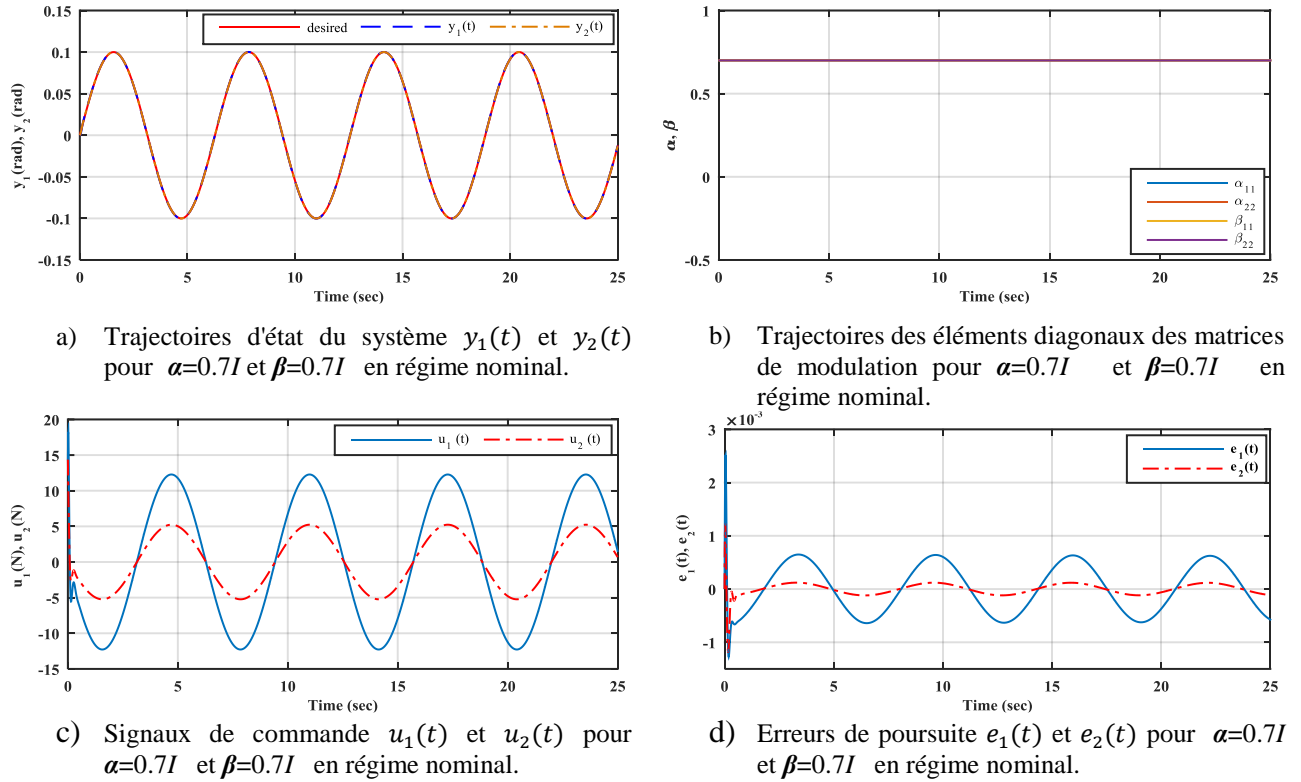 0.15
0.1
0.05
0
-0.05
-0.1
-0.15
y₁(rad), y₂(rad)
desired y₁(t) y₂(t)
0 5 10 15 20 25
Time (sec)
a) Trajectoires d'état du système y₁(t) et y₂(t)
pour α=0.7I et β=0.7I en régime nominal.
1
0.5
0
-0.5
α, β
α₁₁
α₂₂
β₁₁
β₂₂
0 5 10 15 20 25
Time (sec)
b) Trajectoires des éléments diagonaux des matrices
de modulation pour α=0.7I et β=0.7I en
régime nominal.
20
15
10
5
0
-5
-10
-15
u₁(N), u₂(N)
u₁(t) u₂(t)
0 5 10 15 20 25
Time (sec)
c) Signaux de commande u₁(t) et u₂(t) pour
α=0.7I et β=0.7I en régime nominal.
×10⁻³
3
2
1
0
-1
e₁(t), e₂(t)
e₁(t)
e₂(t)
0 5 10 15 20 25
Time (sec)
d) Erreurs de poursuite e₁(t) et e₂(t) pour α=0.7I
et β=0.7I en régime nominal.